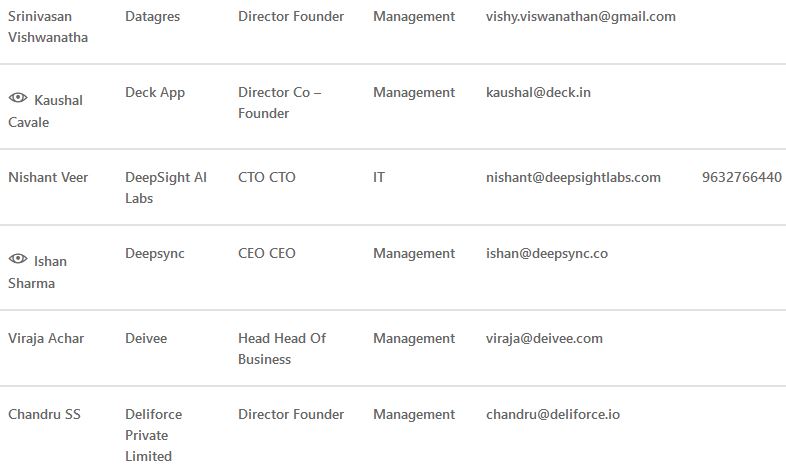 Srinivasan Datagres Director Founder Management vishy.viswanathan@gmail.com
Vishwanatha
Kaushal Deck App Director Co – Management kaushal@deck.in
Cavale Founder
Nishant Veer DeepSight AI CTO CTO IT nishant@deepsightlabs.com 9632766440
Labs
Ishan Deepsync CEO CEO Management ishan@deepsync.co
Sharma
Viraja Achar Deivee Head Head Of Management viraja@deivee.com
Business
Chandru SS Deliforce Director Founder Management chandru@deliforce.io
Private
Limited